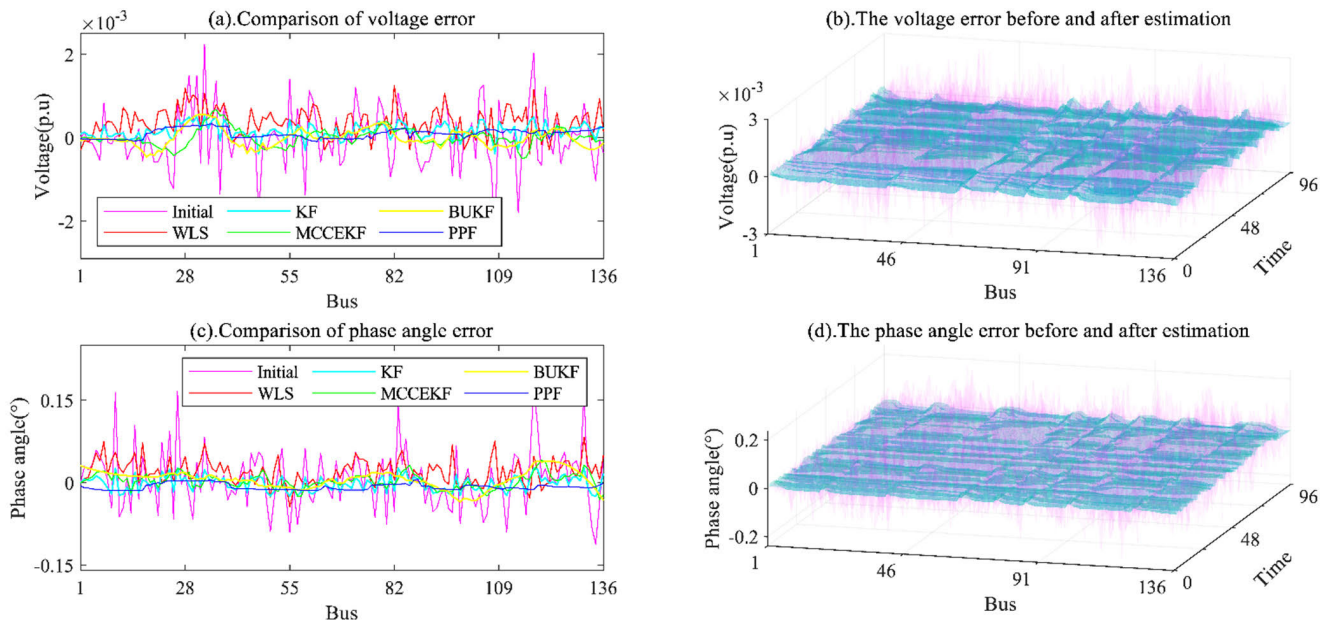 (a).Comparison of voltage error
×10⁻³
2
0
-2
Voltage(p.u)
Initial KF BUKF
WLS MCCEKF PPF
1 28 55 82 109 136
Bus
(b).The voltage error before and after estimation
×10⁻³
3
0
-3
Voltage(p.u)
1 46 91 136
Bus
0 48 96
Time
(c).Comparison of phase angle error
0.15
0
-0.15
Phase angle(°)
Initial KF BUKF
WLS MCCEKF PPF
1 28 55 82 109 136
Bus
(d).The phase angle error before and after estimation
0.2
0
-0.2
Phase angle(°)
1 46 91 136
Bus
0 48 96
Time